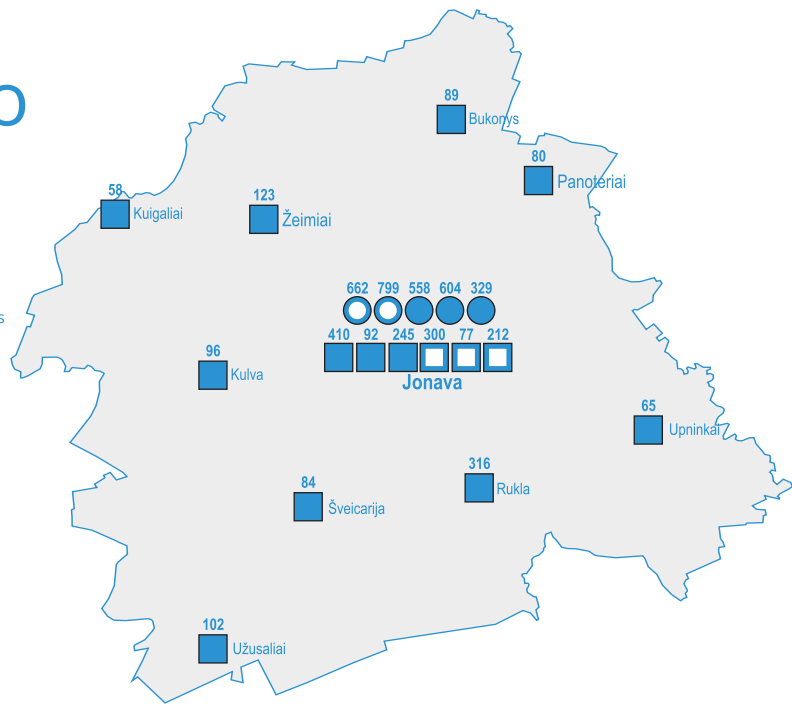 o
89
Bukonys
80
Panoteriai
58
Kuigaliai
123
Žeimiai
s
662 799 558 604 329
410 92 245 300 77 212
Jonava
96
Kulva
65
Upninkai
316
Rukla
84
Šveicarija
102
Užusaliai